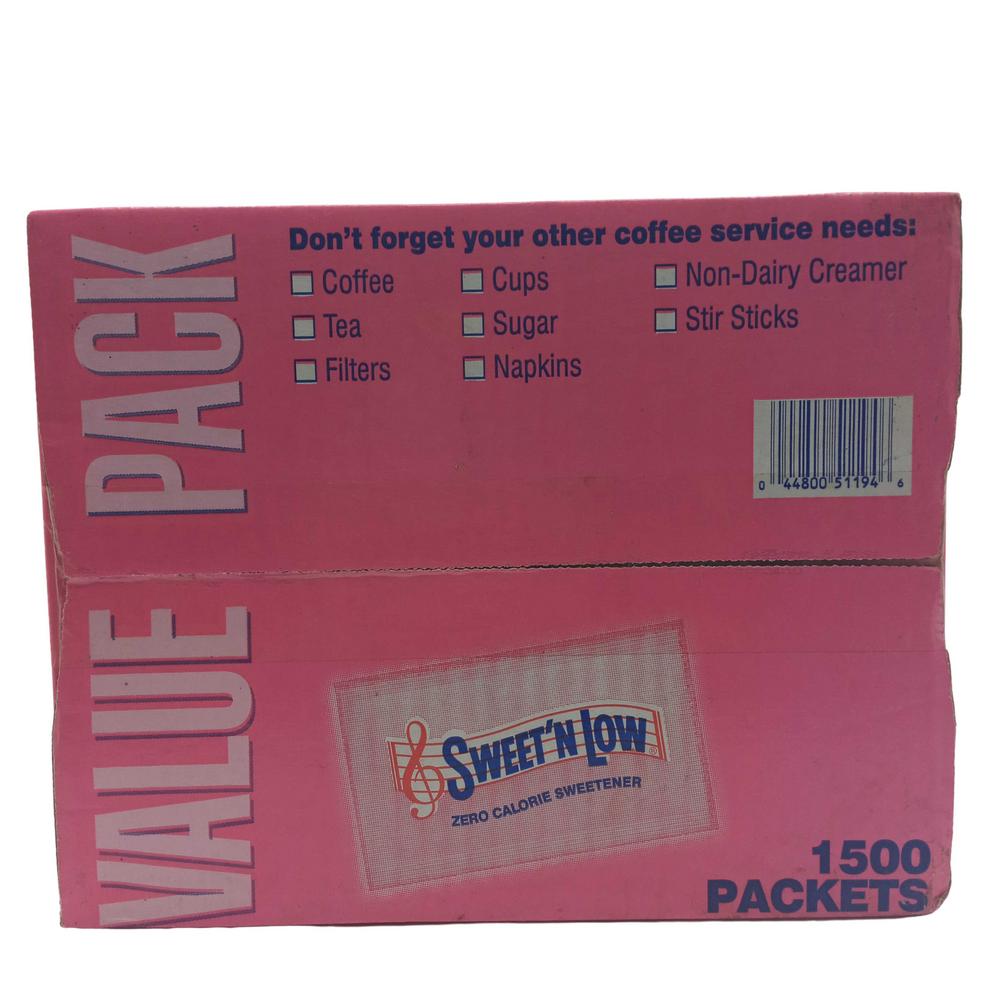 VALUE PACK
Don't forget your other coffee service needs:
Coffee Cups Non-Dairy Creamer
Tea Sugar Stir Sticks
Filters Napkins
0 44800 51194 6
SWEET'N LOW®
ZERO CALORIE SWEETENER
1500
PACKETS